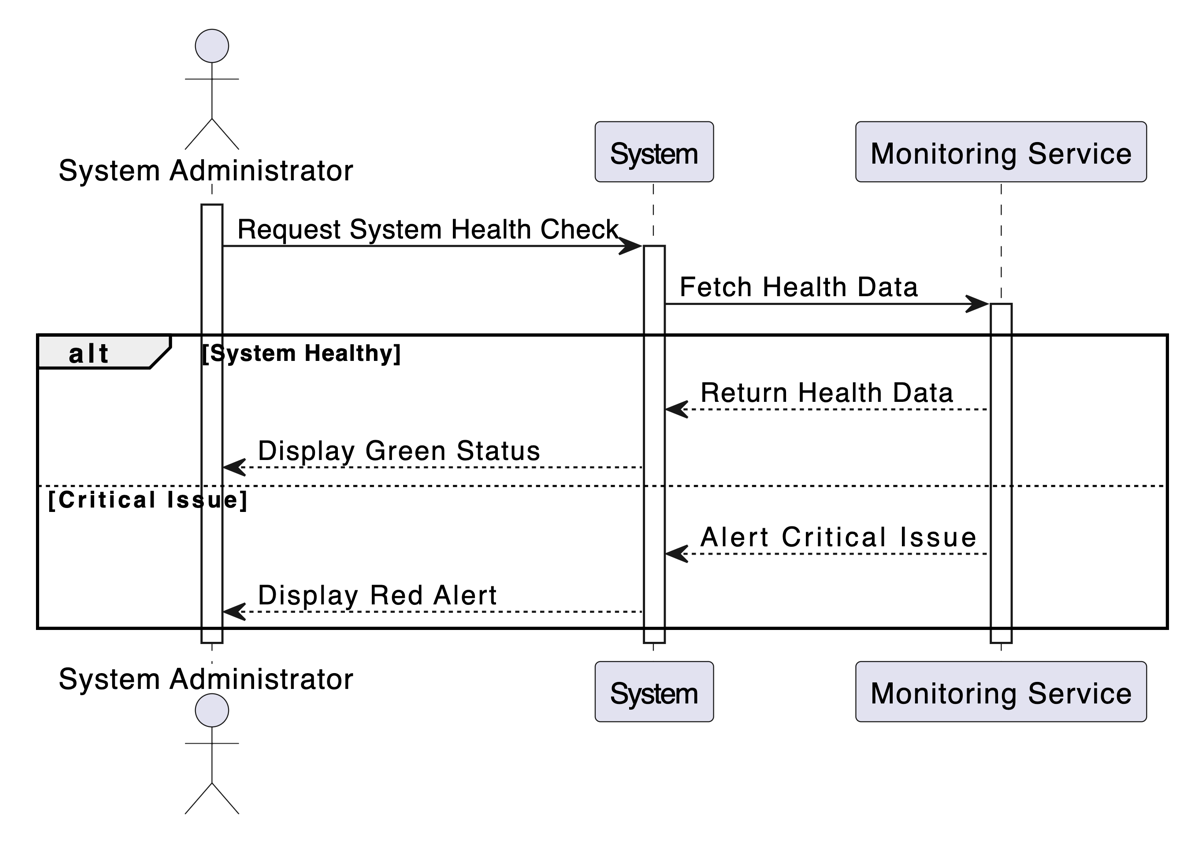 System Administrator
System
Monitoring Service
Request System Health Check
Fetch Health Data
alt
[System Healthy]
Return Health Data
Display Green Status
[Critical Issue]
Alert Critical Issue
Display Red Alert
System Administrator
System
Monitoring Service